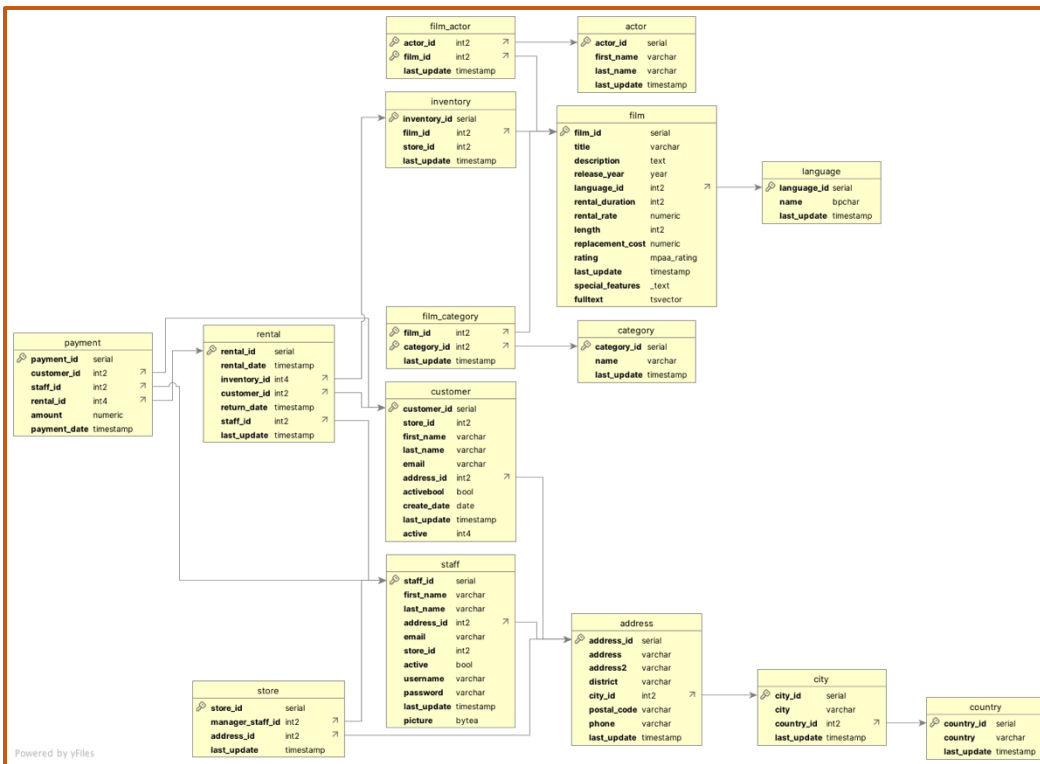 film_actor
actor_id int2
film_id int2
last_update timestamp
actor
actor_id serial
first_name varchar
last_name varchar
last_update timestamp
inventory
inventory_id serial
film_id int2
store_id int2
last_update timestamp
film
film_id serial
title varchar
description text
release_year year
language_id int2
rental_duration int2
rental_rate numeric
length int2
replacement_cost numeric
rating mpaa_rating
last_update timestamp
special_features _text
fulltext tsvector
language
language_id serial
name bpchar
last_update timestamp
film_category
film_id int2
category_id int2
last_update timestamp
category
category_id serial
name varchar
last_update timestamp
payment
payment_id serial
customer_id int2
staff_id int2
rental_id int4
amount numeric
payment_date timestamp
rental
rental_id serial
rental_date timestamp
inventory_id int4
customer_id int2
return_date timestamp
staff_id int2
last_update timestamp
customer
customer_id serial
store_id int2
first_name varchar
last_name varchar
email varchar
address_id int2
activebool bool
create_date date
last_update timestamp
active int4
staff
staff_id serial
first_name varchar
last_name varchar
address_id int2
email varchar
store_id int2
active bool
username varchar
password varchar
last_update timestamp
picture bytea
store
store_id serial
manager_staff_id int2
address_id int2
last_update timestamp
address
address_id serial
address varchar
address2 varchar
district varchar
city_id int2
postal_code varchar
phone varchar
last_update timestamp
city
city_id serial
city varchar
country_id int2
last_update timestamp
country
country_id serial
country varchar
last_update timestamp
Powered by yFiles